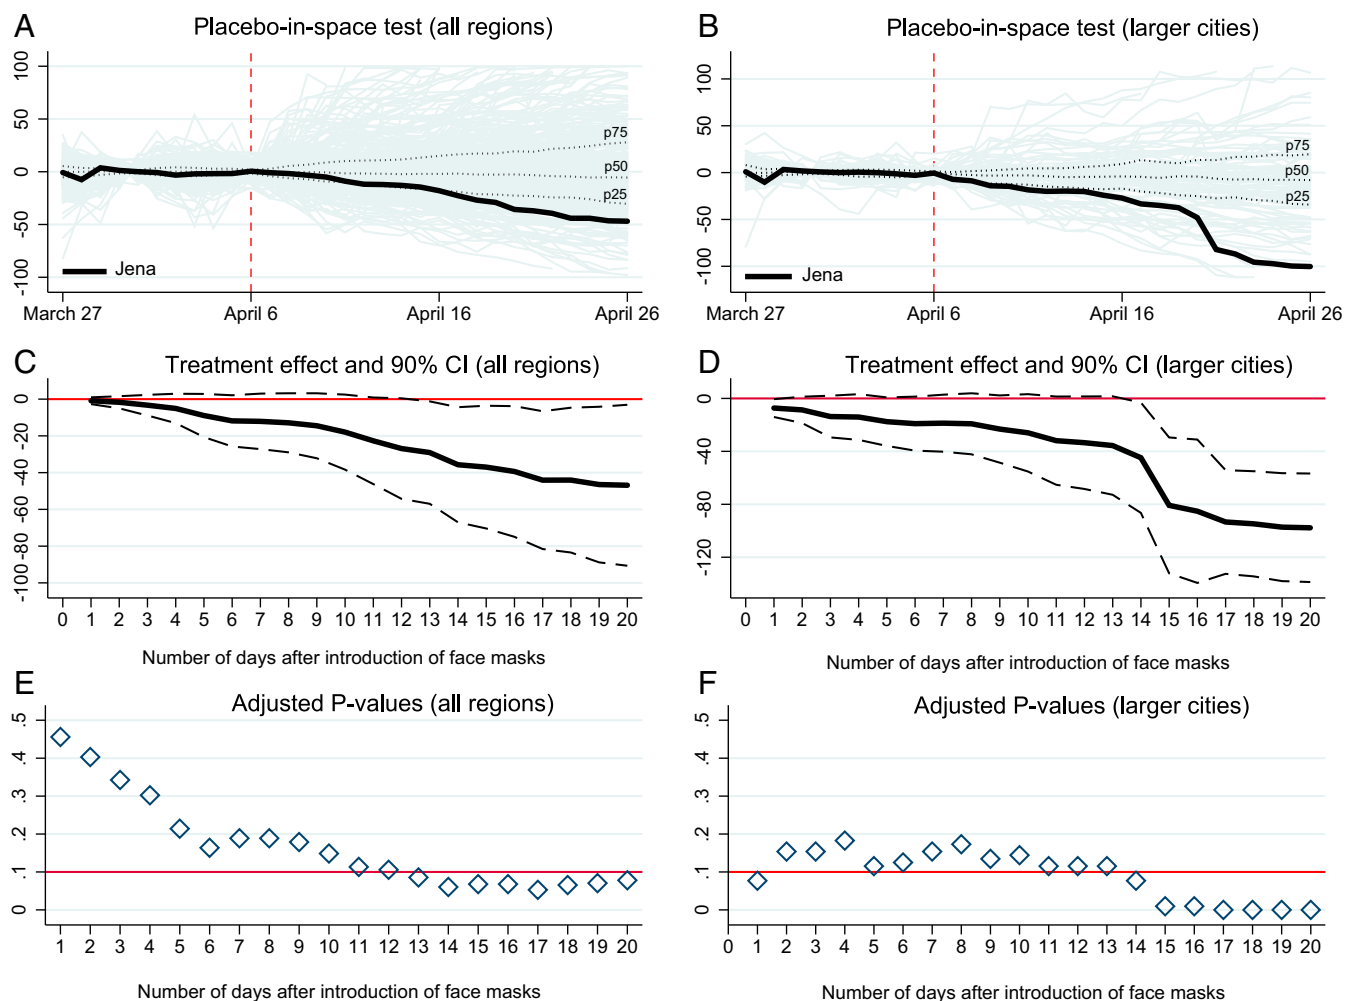 A Placebo-in-space test (all regions)
100
50
0
-50
-100
p75
p50
p25
Jena
March 27 April 6 April 16 April 26
B Placebo-in-space test (larger cities)
100
50
0
-50
-100
p75
p50
p25
Jena
March 27 April 6 April 16 April 26
C Treatment effect and 90% CI (all regions)
0
-20
-40
-60
-80
-100
0 1 2 3 4 5 6 7 8 9 10 11 12 13 14 15 16 17 18 19 20
Number of days after introduction of face masks
D Treatment effect and 90% CI (larger cities)
0
-40
-80
-120
0 1 2 3 4 5 6 7 8 9 10 11 12 13 14 15 16 17 18 19 20
Number of days after introduction of face masks
E Adjusted P-values (all regions)
.5
.4
.3
.2
.1
0
1 2 3 4 5 6 7 8 9 10 11 12 13 14 15 16 17 18 19 20
Number of days after introduction of face masks
F Adjusted P-values (larger cities)
.5
.4
.3
.2
.1
0
0 1 2 3 4 5 6 7 8 9 10 11 12 13 14 15 16 17 18 19 20
Number of days after introduction of face masks